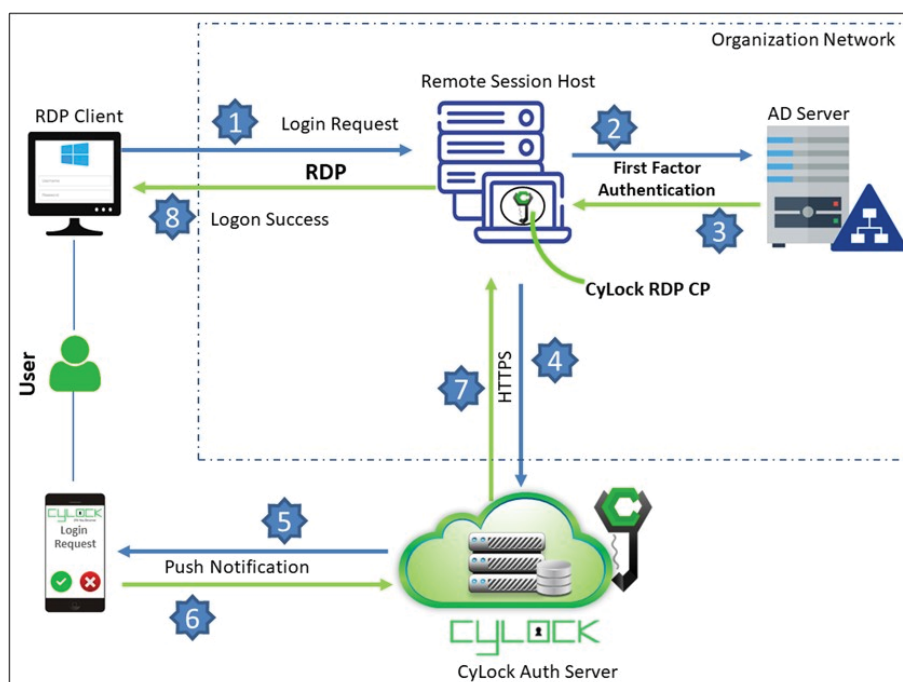 Organization Network
Remote Session Host
RDP Client
AD Server
1
Login Request
2
RDP
First Factor
Authentication
8
Logon Success
3
CyLock RDP CP
User
7
HTTPS
4
CYLOCK
Login
Request
5
Push Notification
6
CYLOCK
CyLock Auth Server